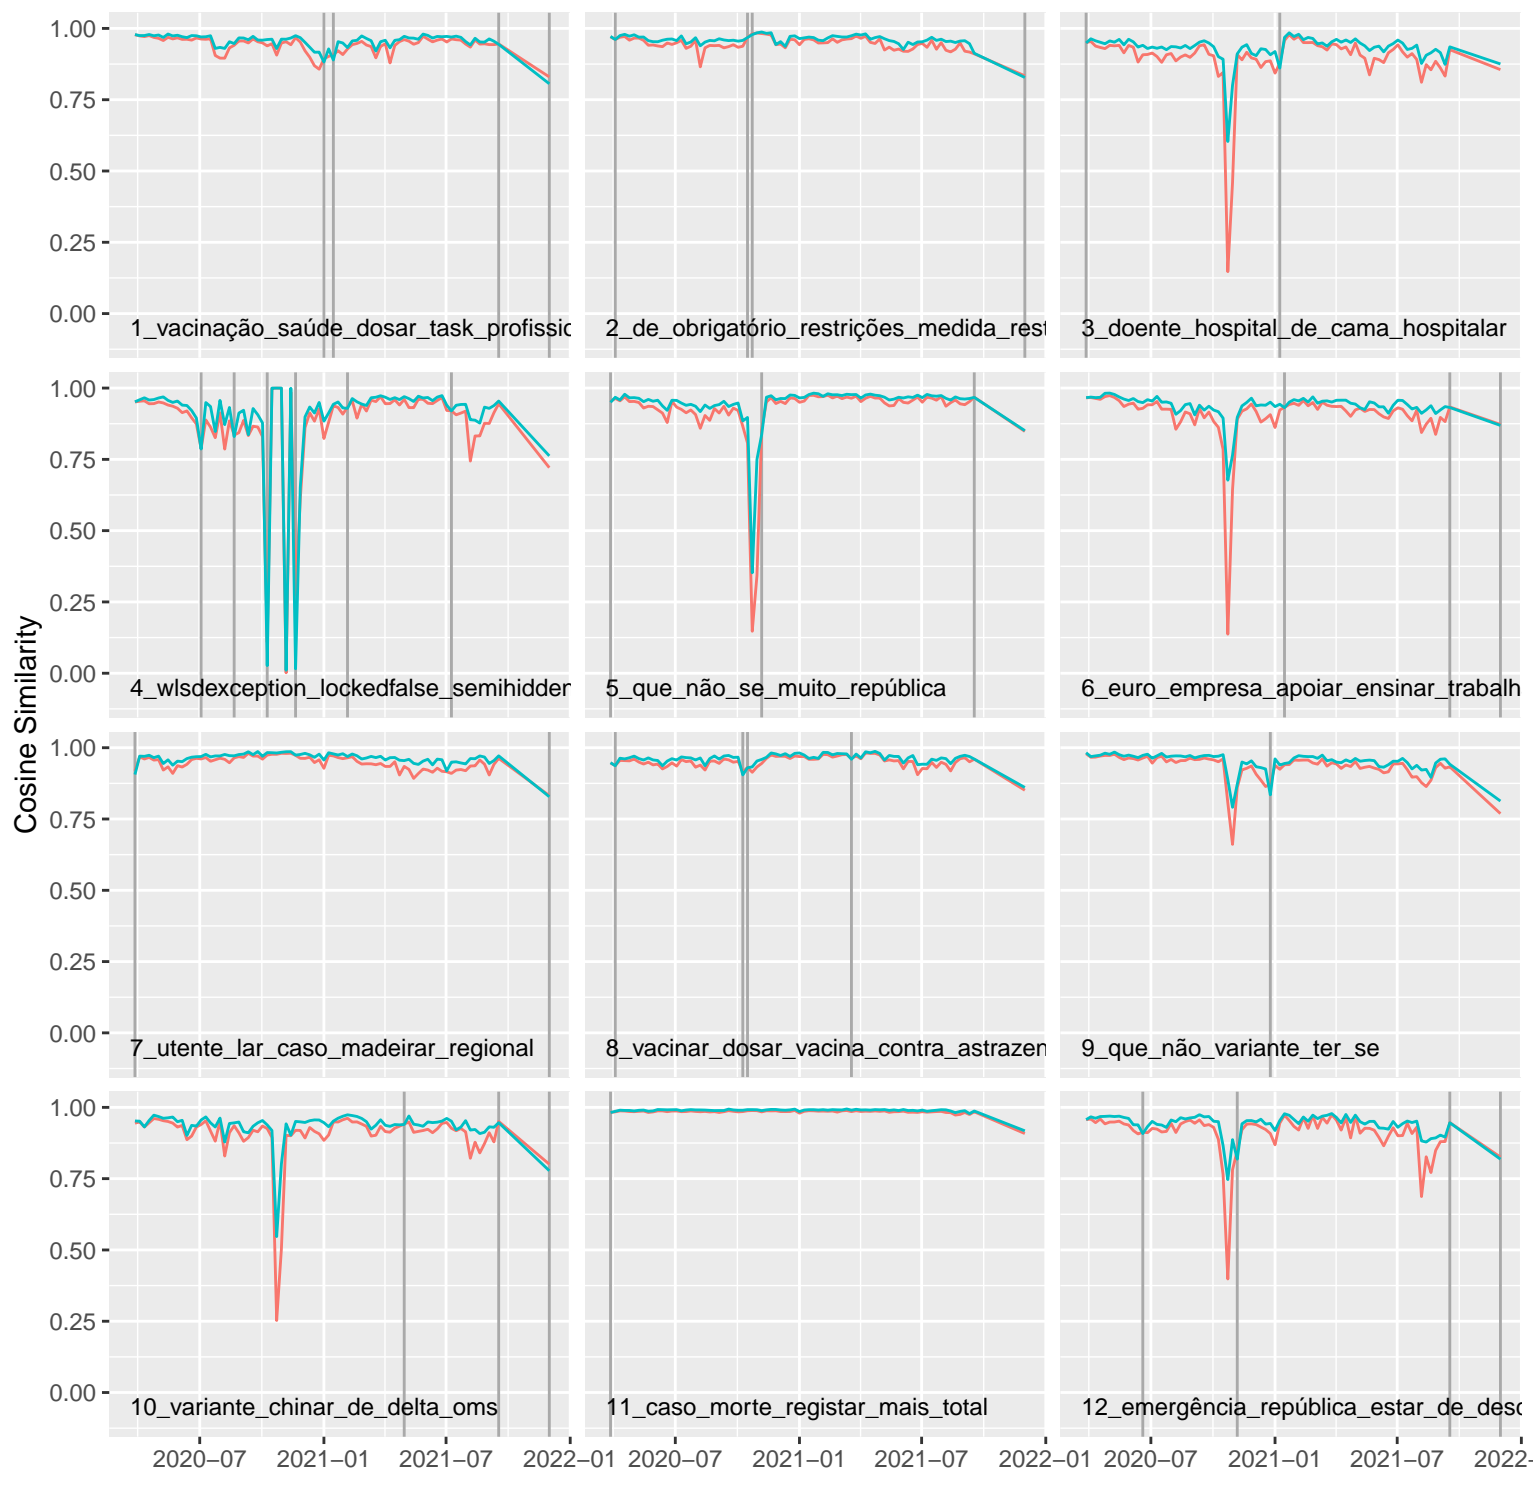 Cosine Similarity
1.00
0.75
0.50
0.25
0.00
1_vacinação_saúde_dosar_task_profissic
2_de_obrigatório_restrições_medida_rest
3_doente_hospital_de_cama_hospitalar
1.00
0.75
0.50
0.25
0.00
4_wlsdexception_lockedfalse_semihidden
5_que_não_se_muito_república
6_euro_empresa_apoiar_ensinar_trabalh
1.00
0.75
0.50
0.25
0.00
7_utente_lar_caso_madeirar_regional
8_vacinar_dosar_vacina_contra_astrazen
9_que_não_variante_ter_se
1.00
0.75
0.50
0.25
0.00
10_variante_chinar_de_delta_oms
11_caso_morte_registar_mais_total
12_emergência_república_estar_de_desc
2020–07 2021–01 2021–07 2022–01
2020–07 2021–01 2021–07 2022–01
2020–07 2021–01 2021–07 2022–